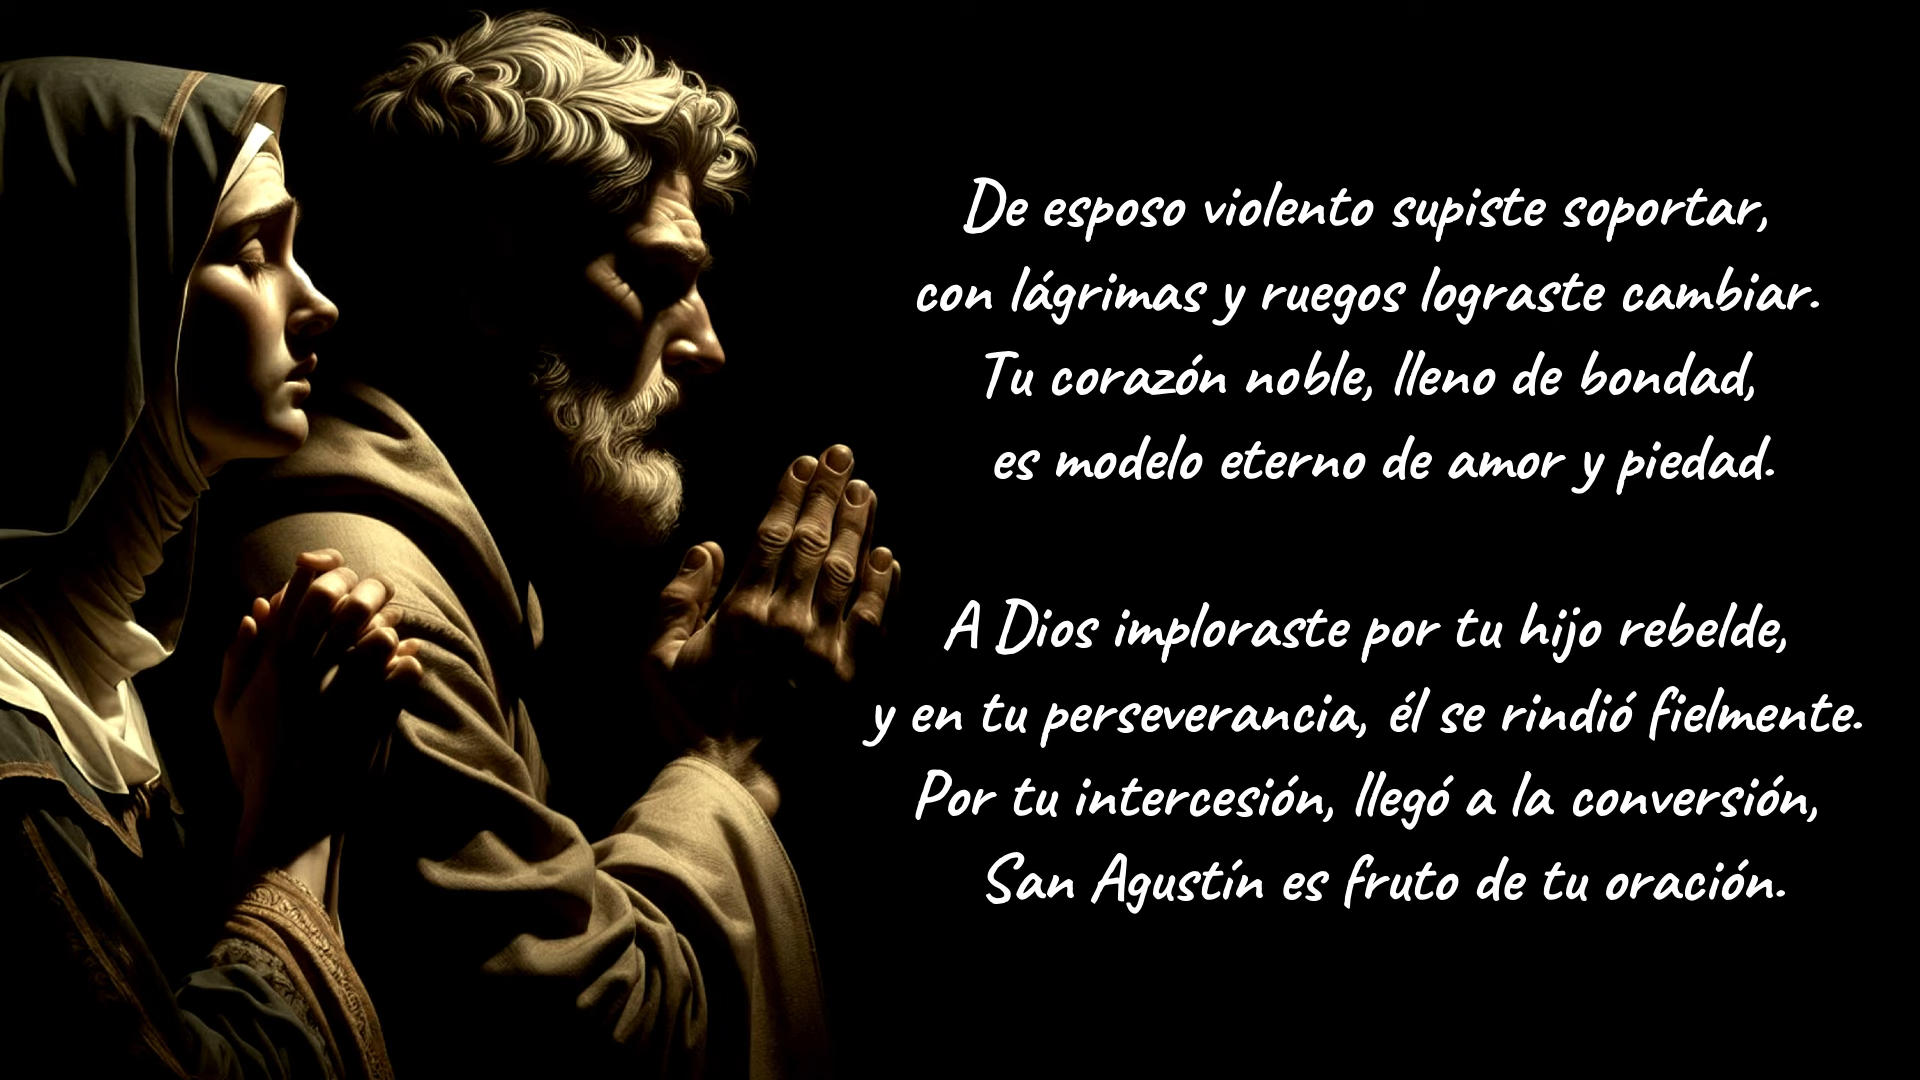 De esposo violento supiste soportar,
con lágrimas y ruegos lograste cambiar.
Tu corazón noble, lleno de bondad,
es modelo eterno de amor y piedad.
A Dios imploraste por tu hijo rebelde,
y en tu perseverancia, él se rindió fielmente.
Por tu intercesión, llegó a la conversión,
San Agustín es fruto de tu oración.